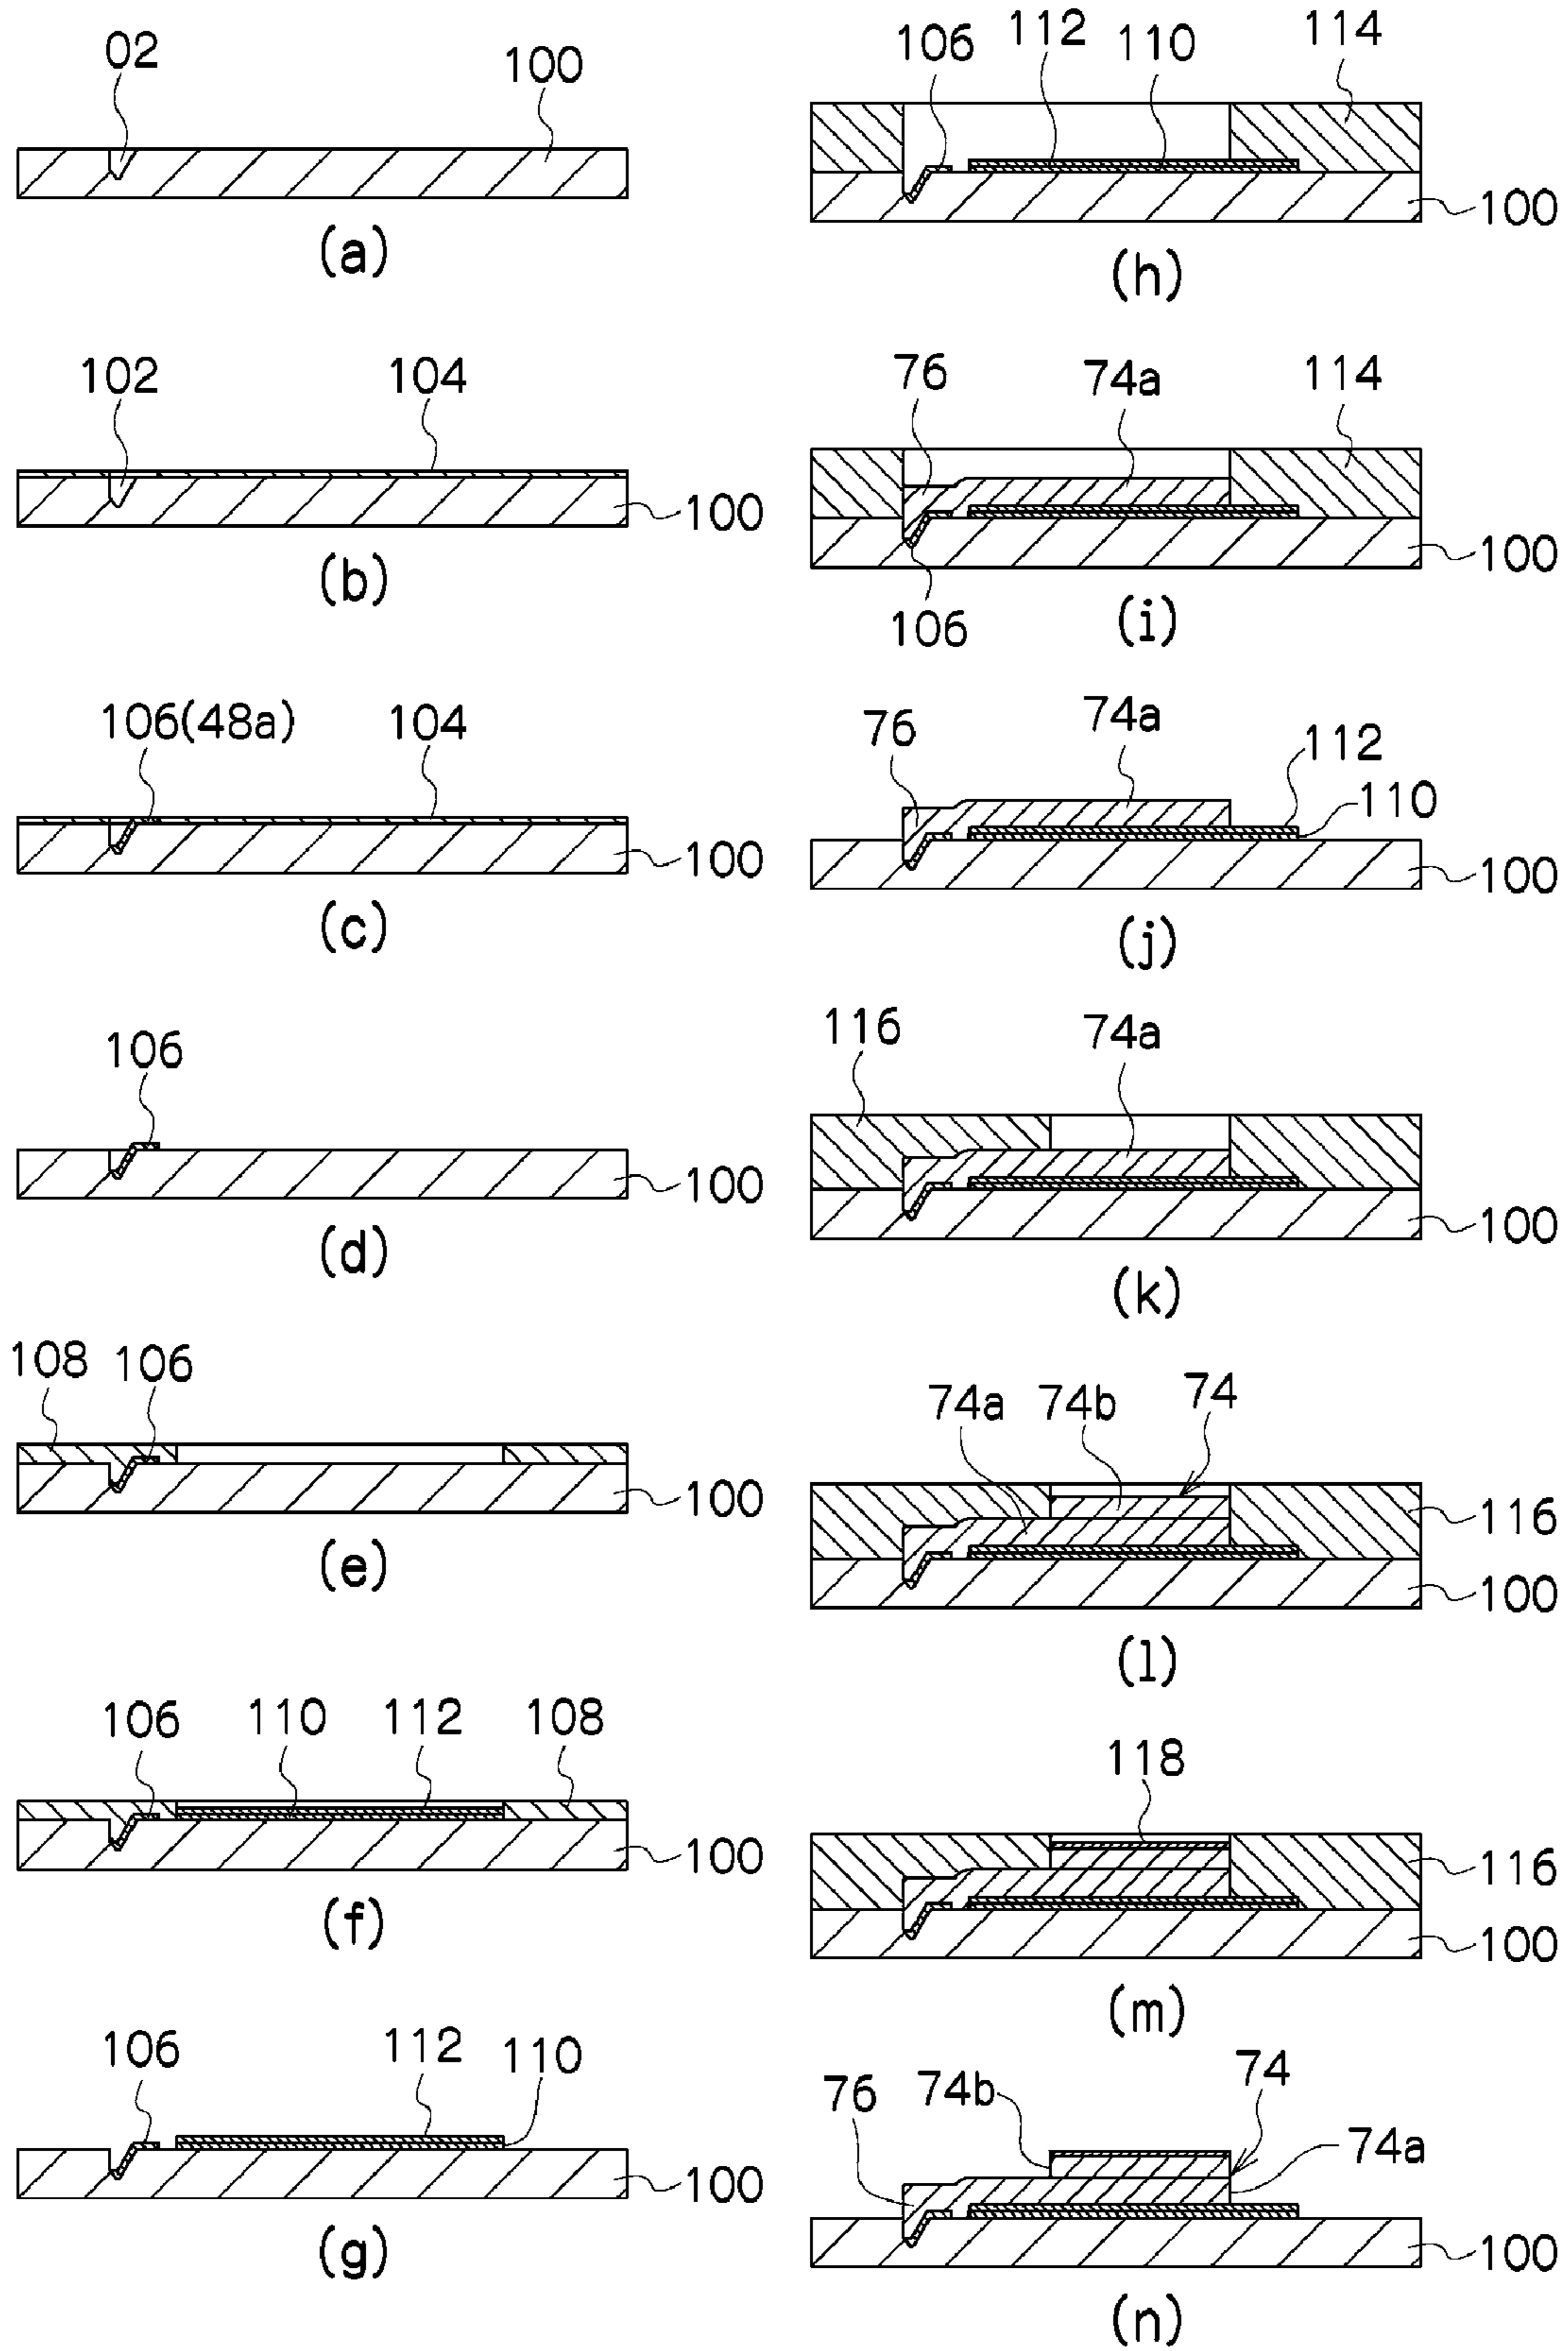 02 100
(a)
102 104
100
(b)
106(48a) 104
100
(c)
106
100
(d)
108 106
100
(e)
106 110 112 108
100
(f)
106 112 110
100
(g)
106 112 110 114
100
(h)
76 74a 114
100
106
(i)
76 74a 112
110
100
(j)
116 74a
100
(k)
74a 74b 74
116
100
(l)
118
116
100
(m)
76 74b 74
74a
100
(n)